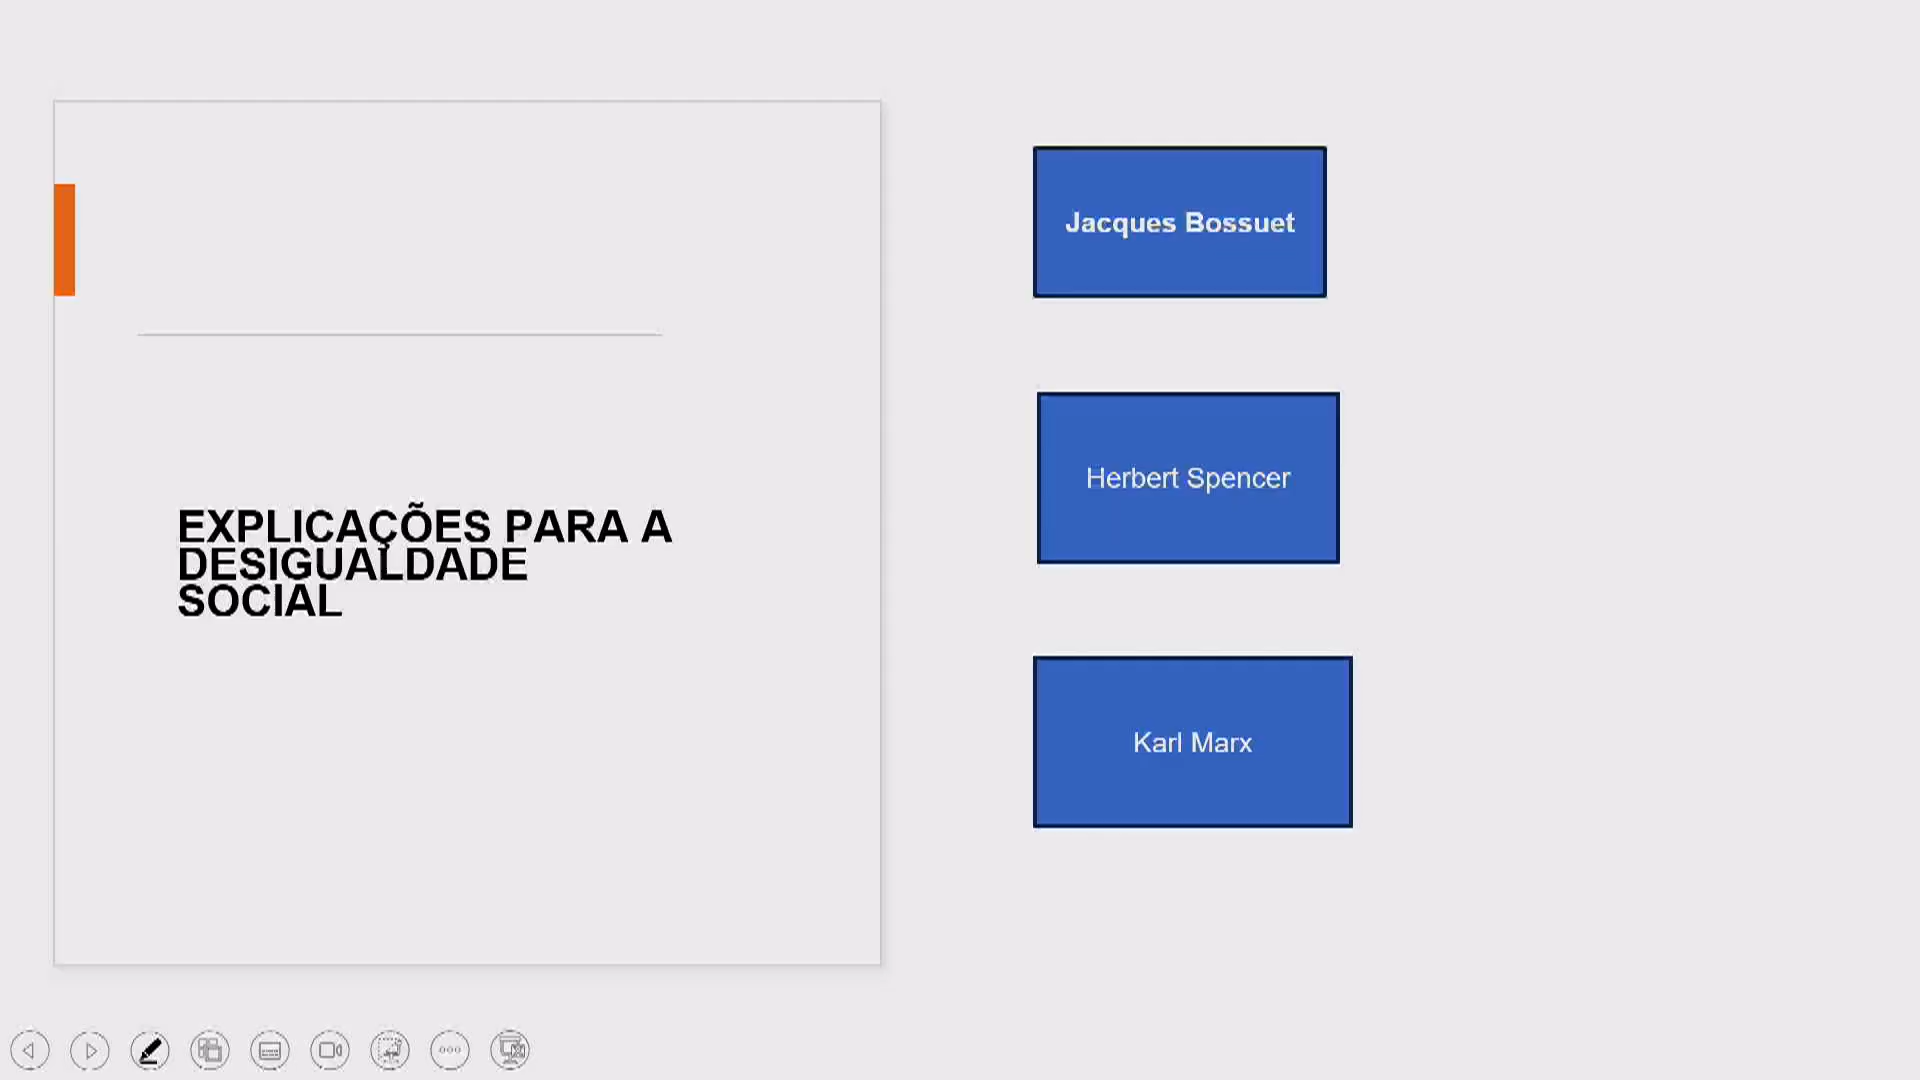 EXPLICAÇÕES PARA A
DESIGUALDADE
SOCIAL
Jacques Bossuet
Herbert Spencer
Karl Marx